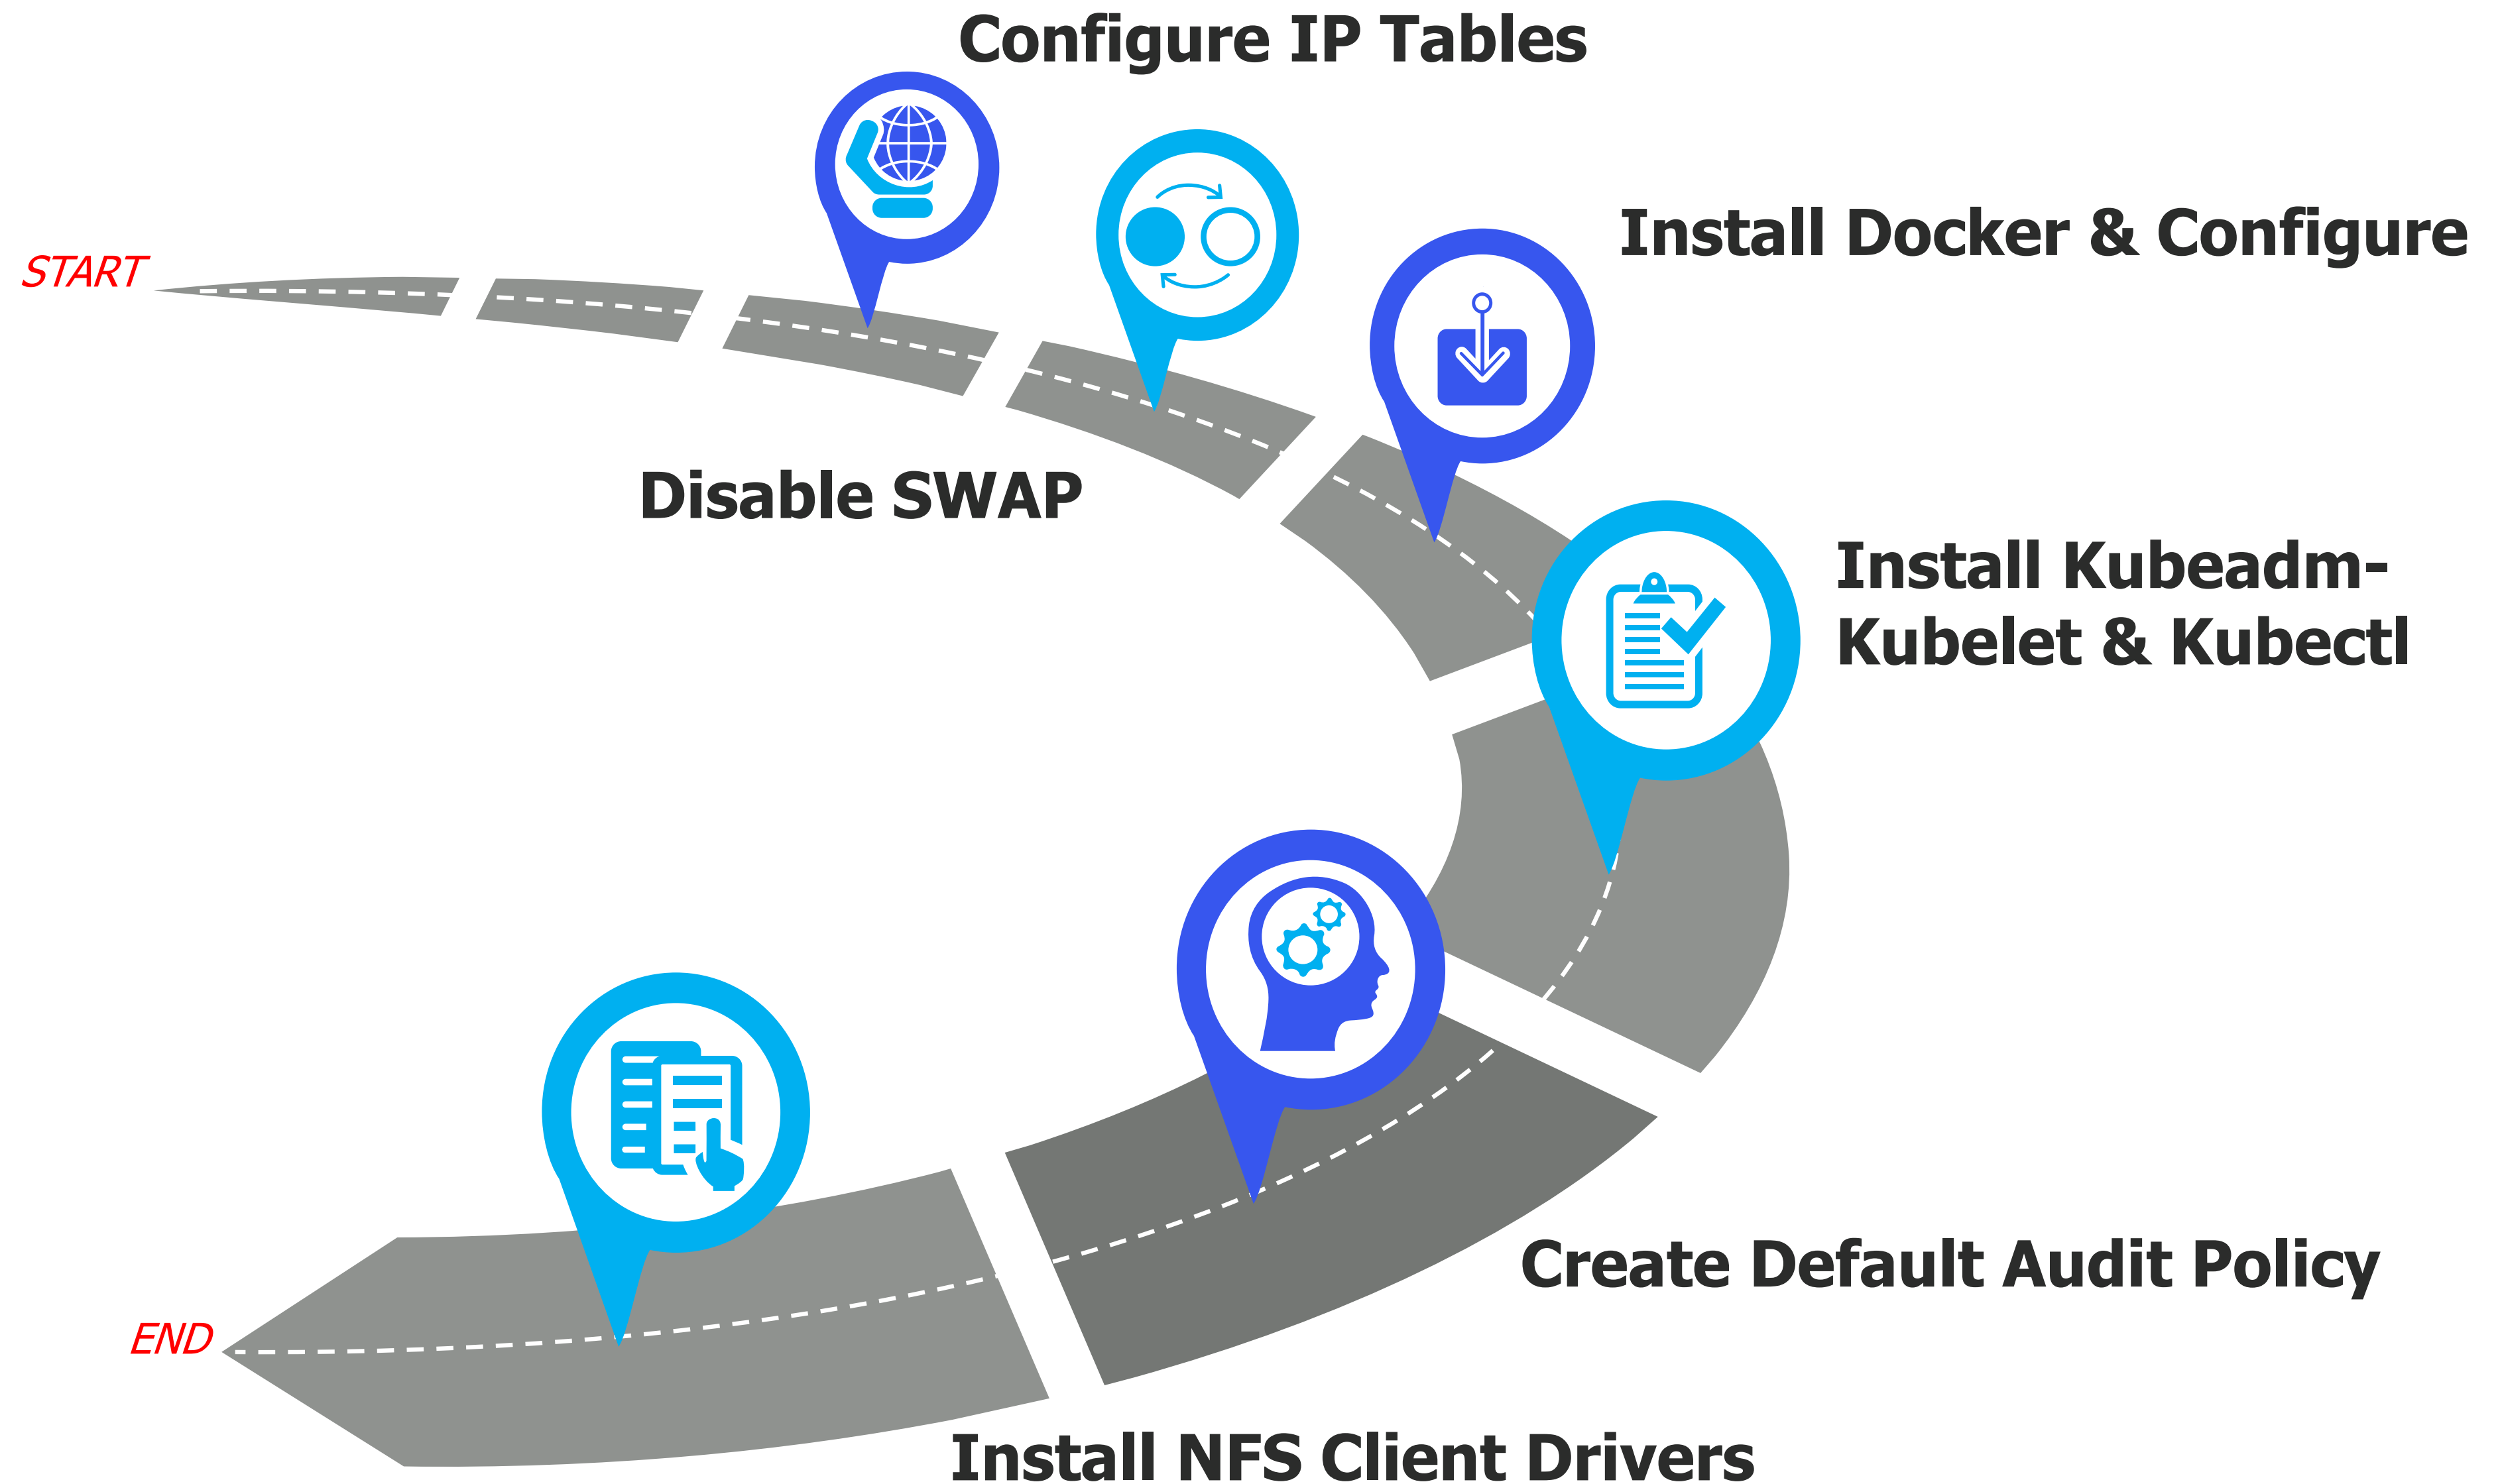 Configure IP Tables
START
Install Docker & Configure
Disable SWAP
Install Kubeadm-
Kubelet & Kubectl
Create Default Audit Policy
END
Install NFS Client Drivers